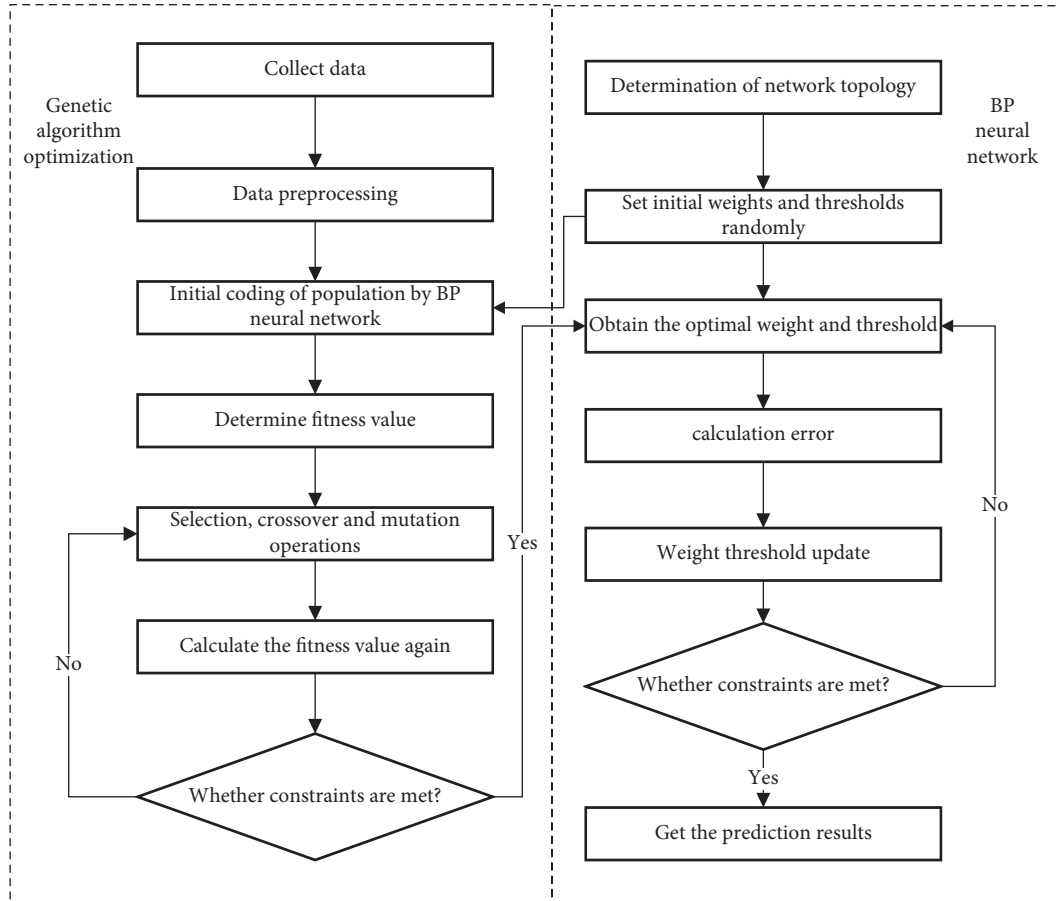 Collect data
Genetic
algorithm
optimization
Data preprocessing
Initial coding of population by BP
neural network
Determine fitness value
Selection, crossover and mutation
operations
Calculate the fitness value again
No
Whether constraints are met?
Yes
Determination of network topology
BP
neural
network
Set initial weights and thresholds
randomly
Obtain the optimal weight and threshold
calculation error
No
Weight threshold update
Whether constraints are met?
Yes
Get the prediction results